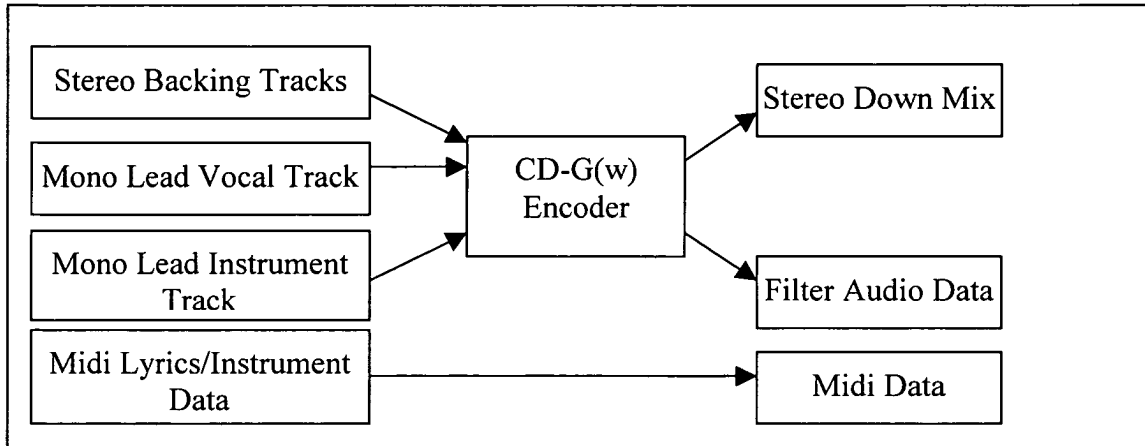 Stereo Backing Tracks
Mono Lead Vocal Track
Mono Lead Instrument
Track
Midi Lyrics/Instrument
Data
CD-G(w)
Encoder
Stereo Down Mix
Filter Audio Data
Midi Data